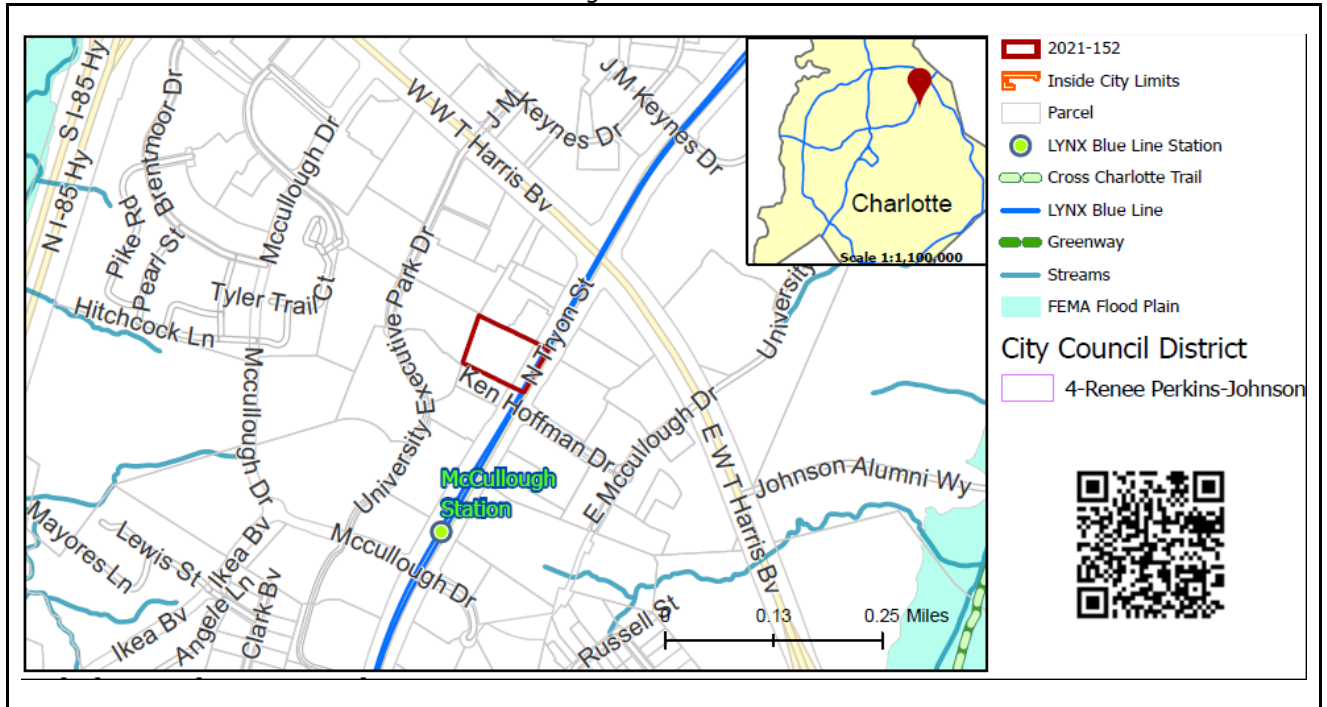 N I-85 Hy S I-85 Hy
Brentmoor Dr
Mccullough Dr
Pike Rd
Pearl St
Tyler Trail Ct
Hitchcock Ln
Mccullough Dr
University Executive Park Dr
W W T Harris Bv
J M Keynes Dr
J M Keynes Dr
N Tryon St
Ken Hoffman Dr
E Mccullough Dr
University
E W T Harris Bv
Johnson Alumni Wy
McCullough
Station
Mccullough Dr
Mayores Ln
Lewis St
Ikea Bv
Ikea Bv
Angele Ln
Clark Bv
Russell St
0 0.13 0.25 Miles
Charlotte
Scale 1:1,100,000
2021-152
Inside City Limits
Parcel
LYNX Blue Line Station
Cross Charlotte Trail
LYNX Blue Line
Greenway
Streams
FEMA Flood Plain
City Council District
4-Renee Perkins-Johnson